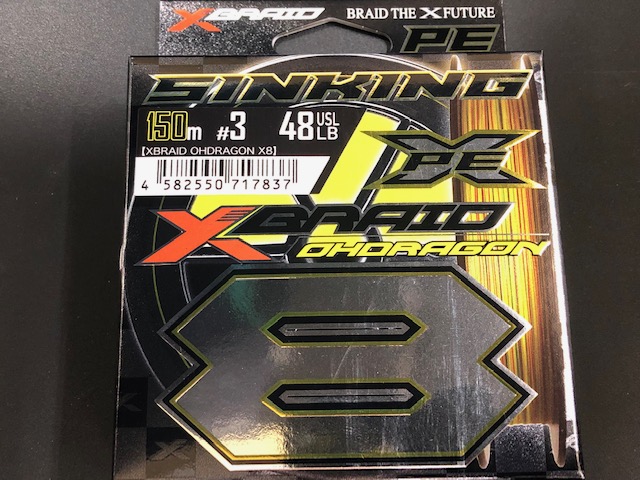 XBRAID BRAID THE X FUTURE
PE
SINKING
150m #3 48 USL LB
【XBRAID OHDRAGON X8】
4 582550 717837
X PE
XBRAID
OHDRAGON
8